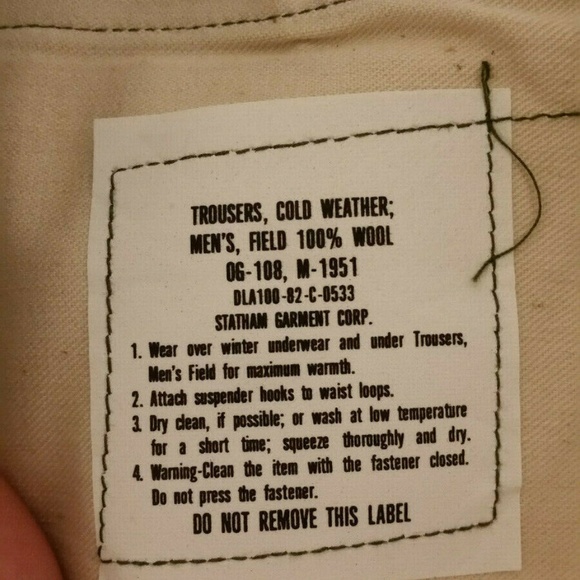 TROUSERS, COLD WEATHER;
MEN'S, FIELD 100% WOOL
OG-108, M-1951
DLA100-82-C-0533
STATHAM GARMENT CORP.
1. Wear over winter underwear and under Trousers,
Men's Field for maximum warmth.
2. Attach suspender hooks to waist loops.
3. Dry clean, if possible; or wash at low temperature
for a short time; squeeze thoroughly and dry.
4. Warning-Clean the item with the fastener closed.
Do not press the fastener.
DO NOT REMOVE THIS LABEL